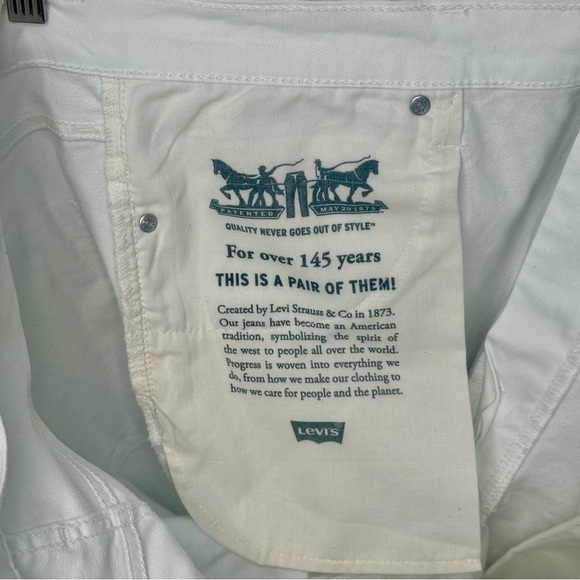 PATENTED MAY 20 1873
QUALITY NEVER GOES OUT OF STYLE™
For over 145 years
THIS IS A PAIR OF THEM!
Created by Levi Strauss & Co in 1873.
Our jeans have become an American
tradition, symbolizing the spirit of
the west to people all over the world.
Progress is woven into everything we
do, from how we make our clothing to
how we care for people and the planet.
LEVI'S